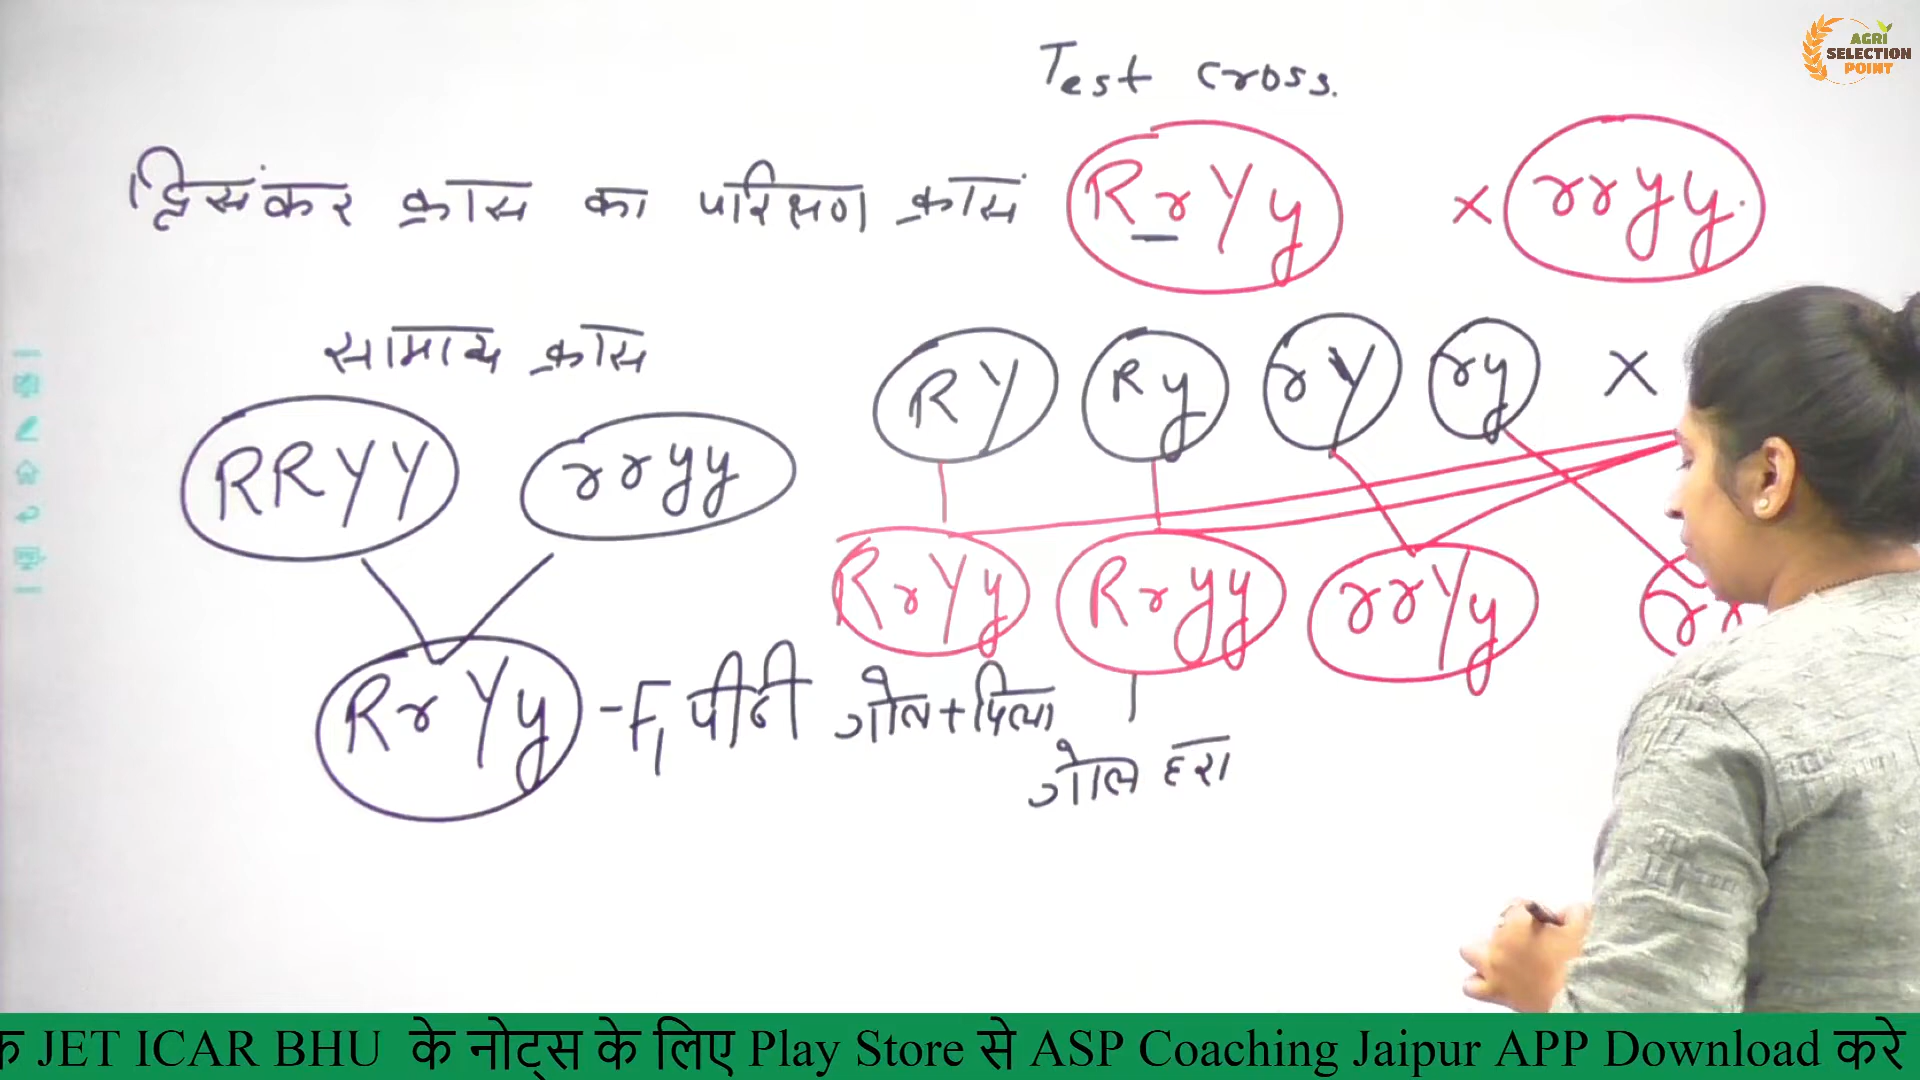 Test cross.
द्विसंकर क्रास का परिक्षण क्रास RrYy × rryy
सामान्य क्रास
RY Ry rY ry ×
RRYY rryy
RrYy Rryy rrYy
RrYy - F1 पीढी गोल + पिला
गोल हरा
AGRI
SELECTION
POINT
JET ICAR BHU के नोट्स के लिए Play Store से ASP Coaching Jaipur APP Download करे